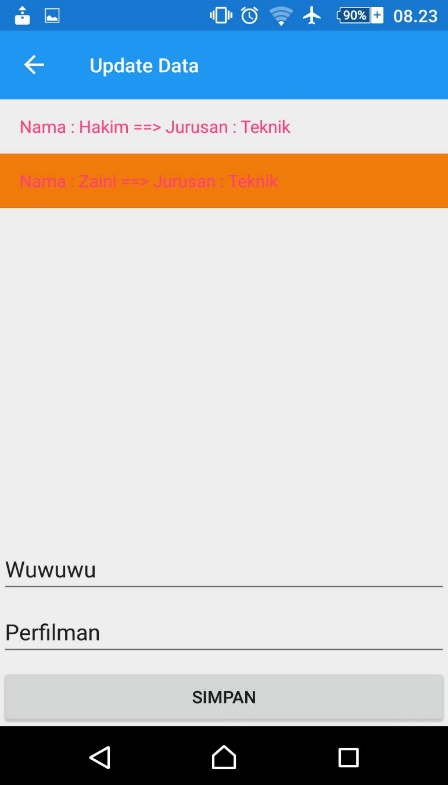 90% 08.23
Update Data
Nama : Hakim ==> Jurusan : Teknik
Nama : Zaini ==> Jurusan : Teknik
Wuwuwu
Perfilman
SIMPAN